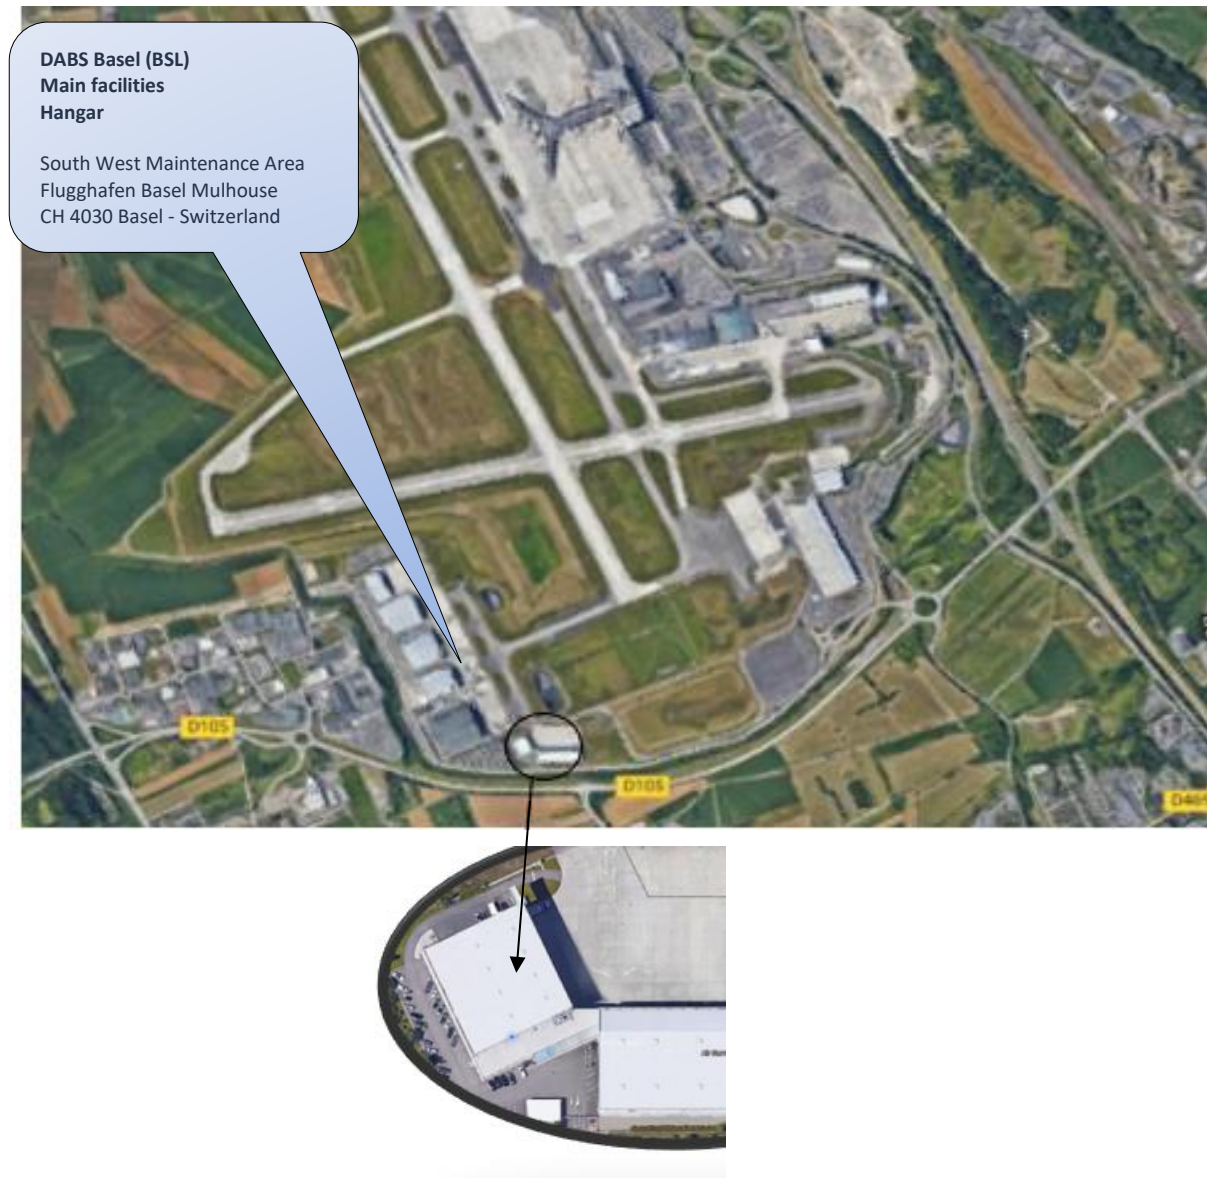 DABS Basel (BSL)
Main facilities
Hangar
South West Maintenance Area
Flugghafen Basel Mulhouse
CH 4030 Basel - Switzerland
D105
D105